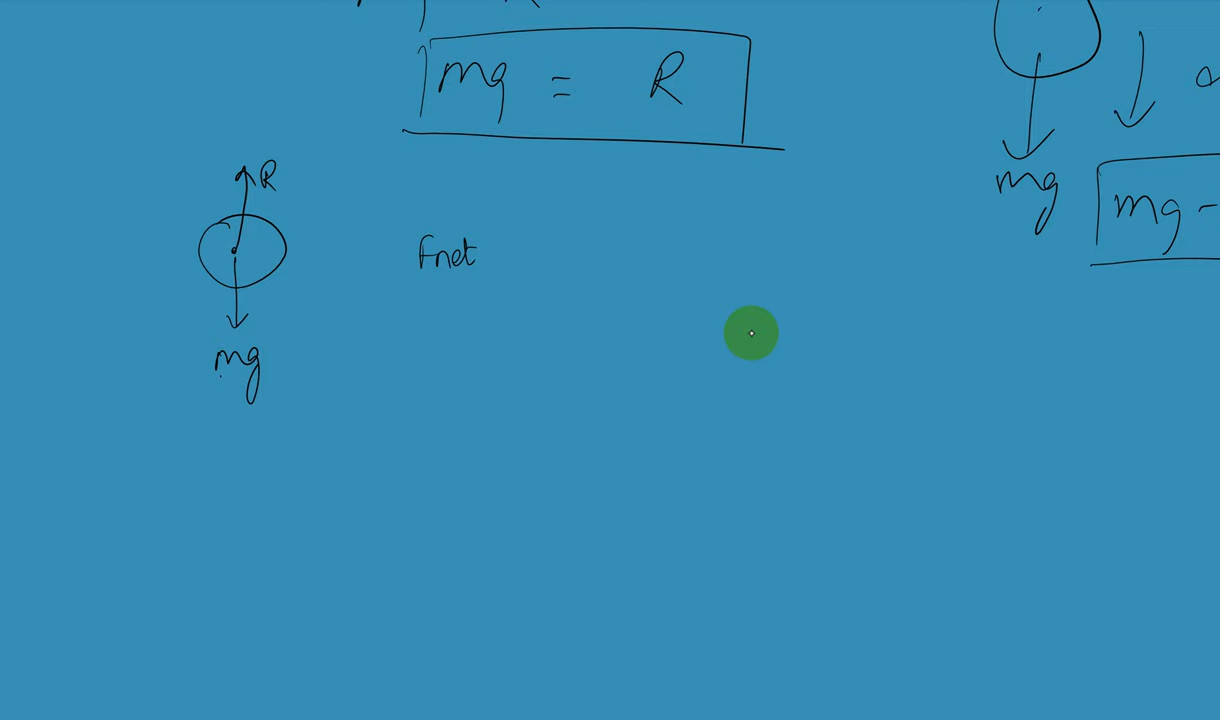 mg = R
R
mg
Fnet
mg
mg -